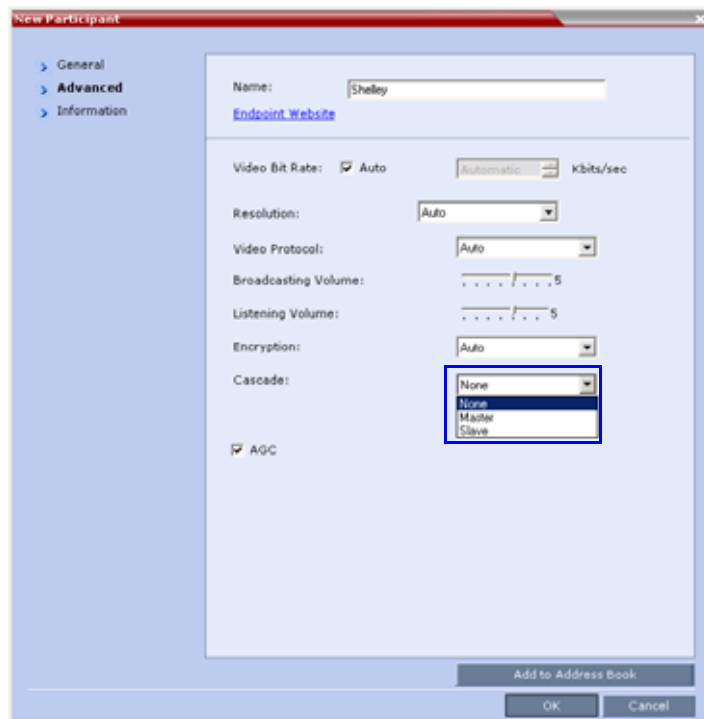 New Participant
General
Advanced
Information
Name: Shelley
Endpoint Website
Video Bit Rate: Auto Automatic Kbits/sec
Resolution: Auto
Video Protocol: Auto
Broadcasting Volume: 5
Listening Volume: 5
Encryption: Auto
Cascade: None
None
Master
Slave
AGC
Add to Address Book
OK Cancel